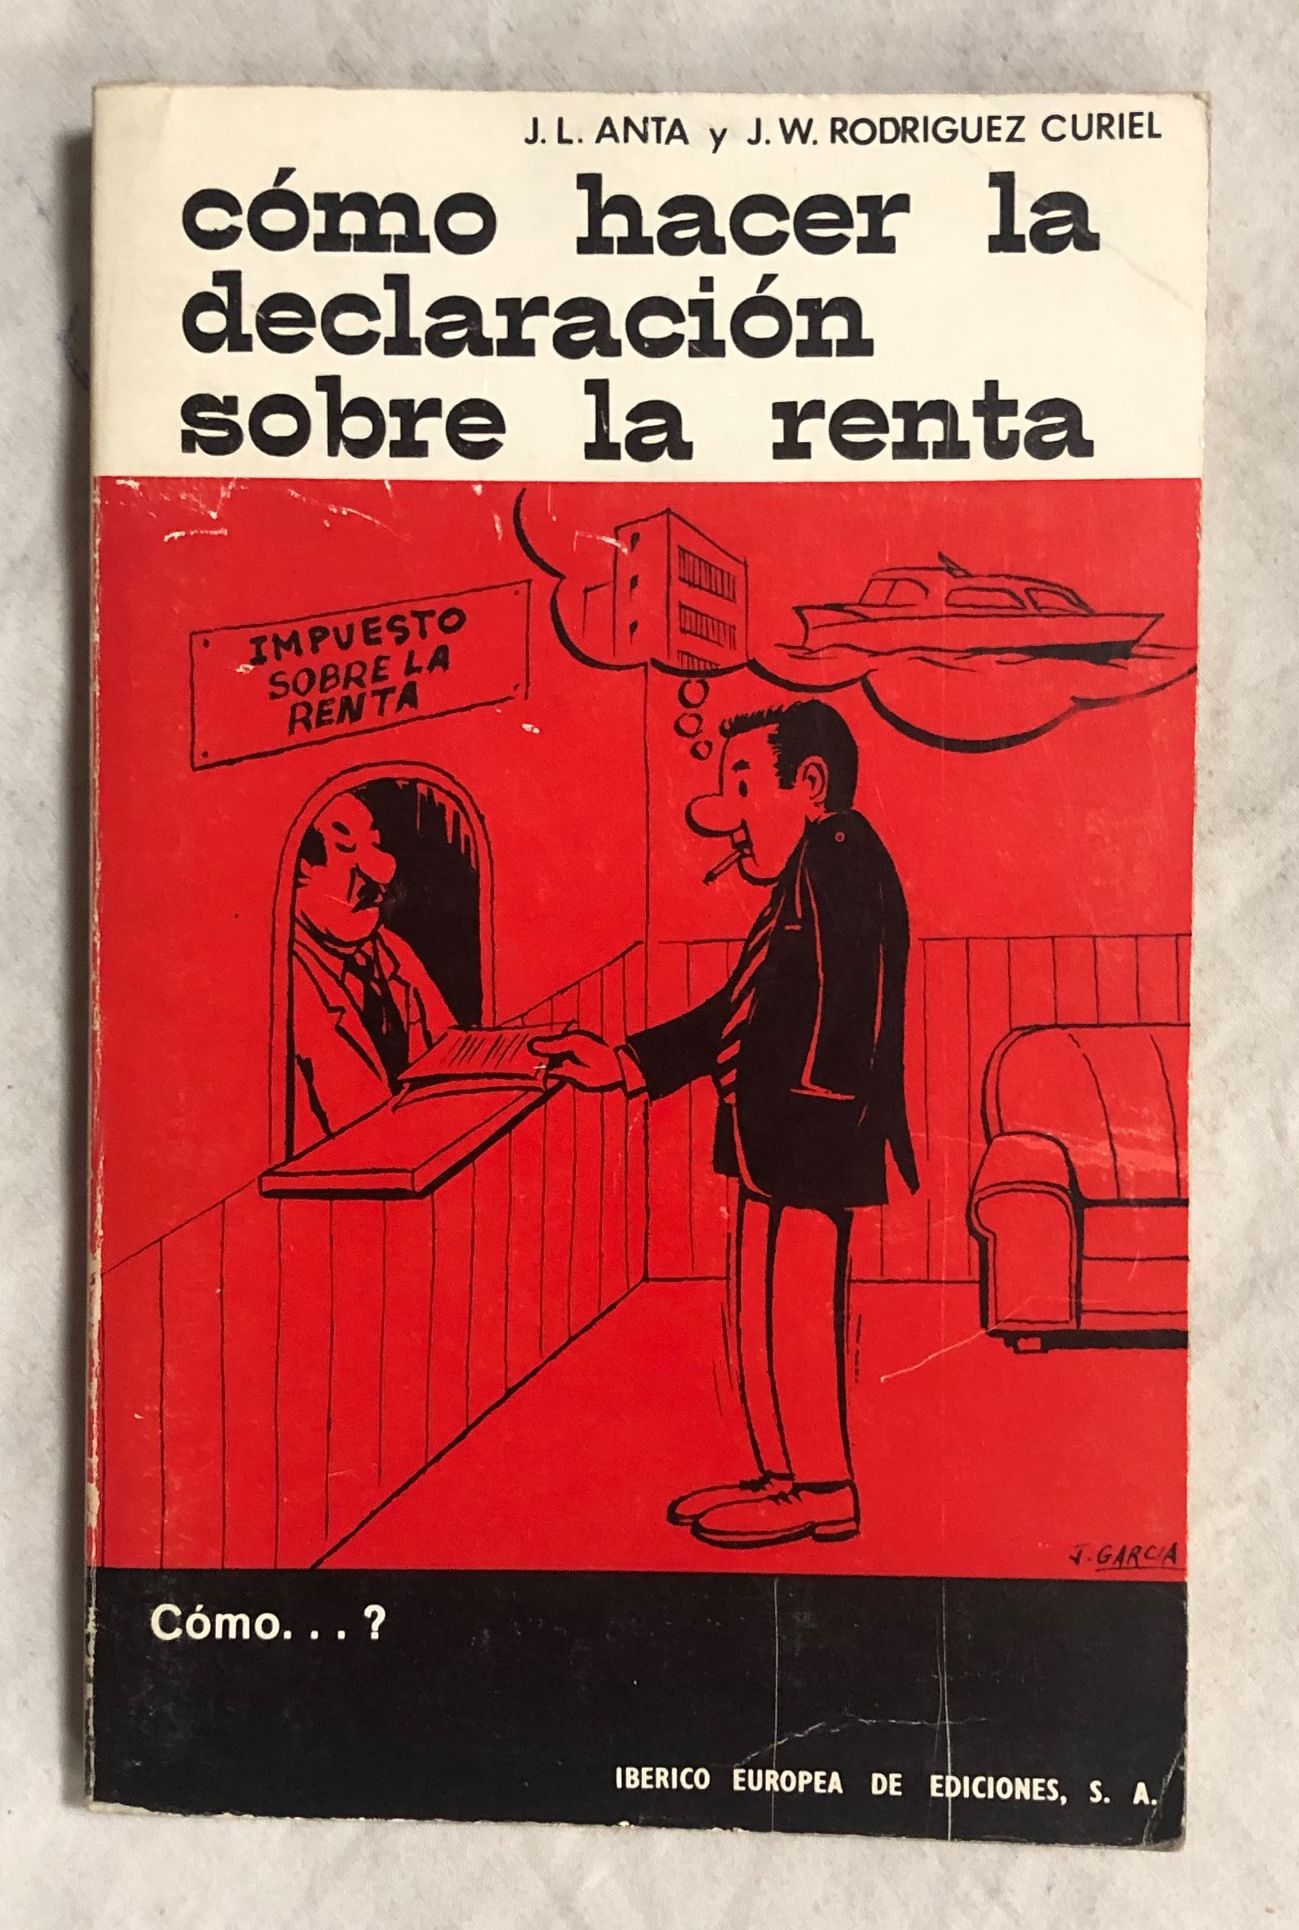 J. L. ANTA y J. W. RODRIGUEZ CURIEL
cómo hacer la
declaración
sobre la renta
IMPUESTO
SOBRE LA
RENTA
J. GARCIA
Cómo. . . ?
IBERICO EUROPEA DE EDICIONES, S. A.